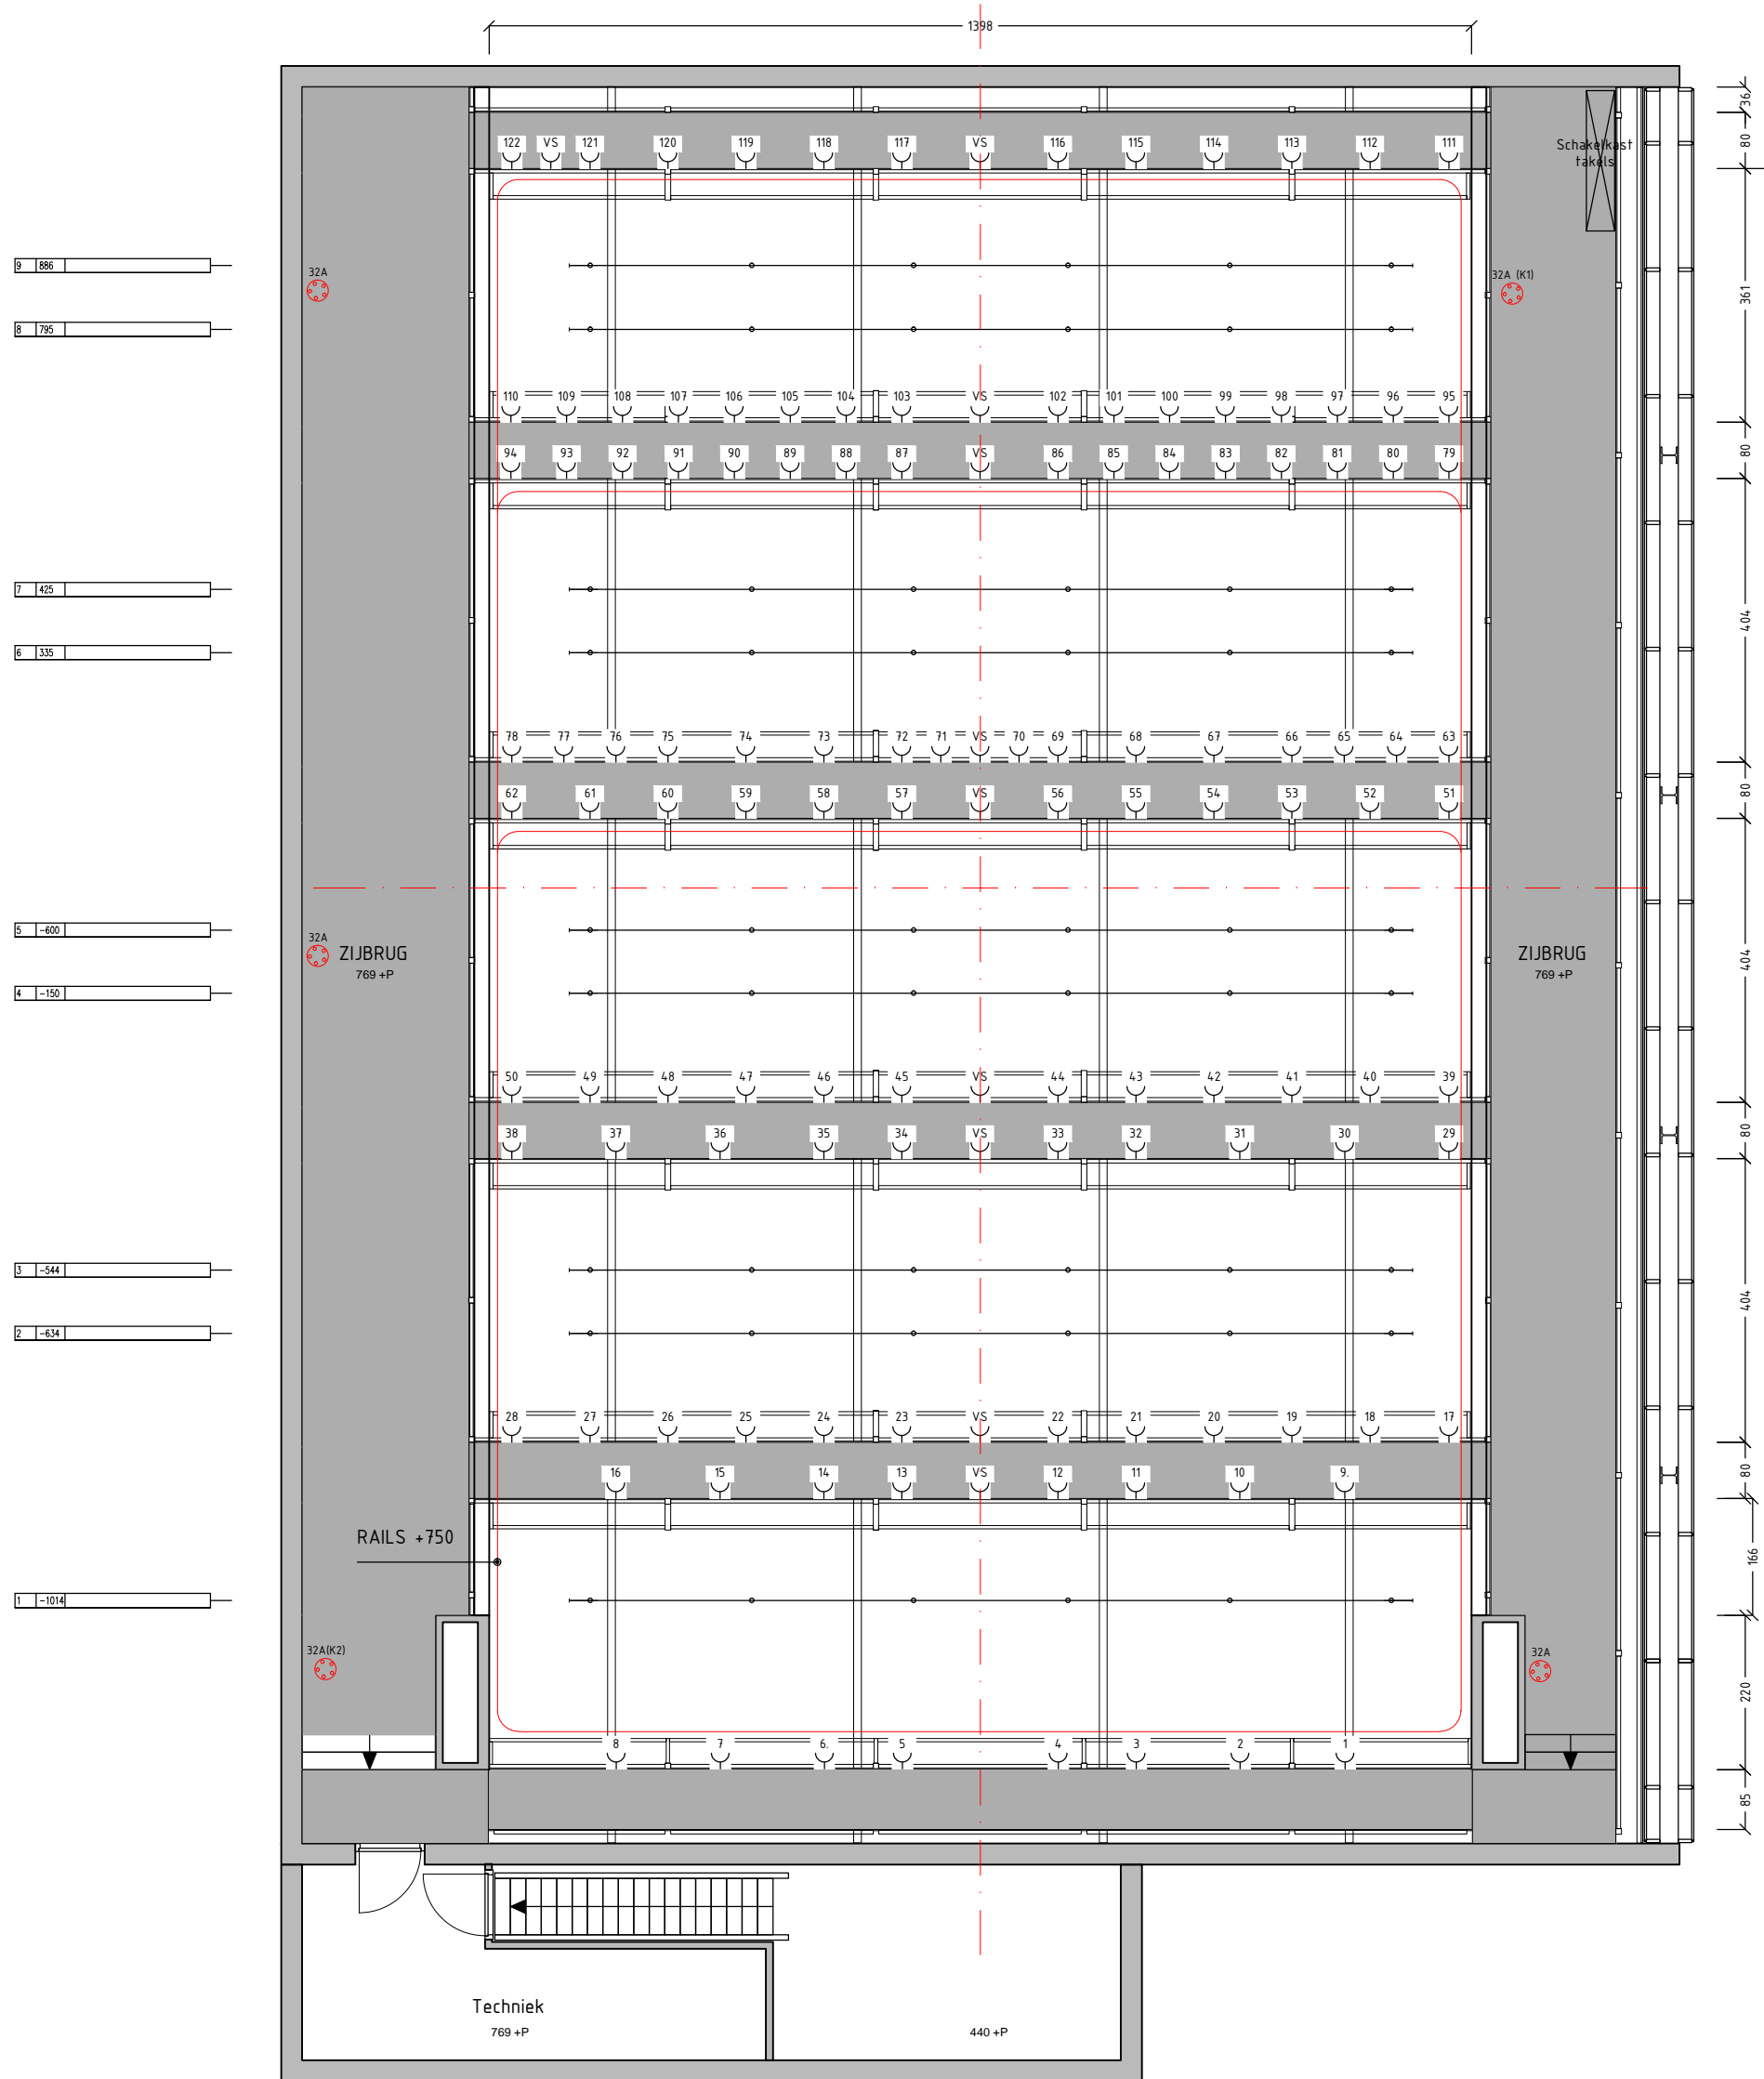 1398
36
122 VS 121 120 119 118 117 VS 116 115 114 113 112 111
80
Schakelkast
takels
9 886
32A
32A (K1)
361
8 795
110 109 108 107 106 105 104 103 VS 102 101 100 99 98 97 96 95
80
94 93 92 91 90 89 88 87 VS 86 85 84 83 82 81 80 79
7 425
404
6 335
78 77 76 75 74 73 72 71 VS 70 69 68 67 66 65 64 63
80
62 61 60 59 58 57 VS 56 55 54 53 52 51
5 -600
32A
ZIJBRUG
769 +P
ZIJBRUG
769 +P
404
4 -150
50 49 48 47 46 45 VS 44 43 42 41 40 39
80
38 37 36 35 34 VS 33 32 31 30 29
3 -544
404
2 -634
28 27 26 25 24 23 VS 22 21 20 19 18 17
80
16 15 14 13 VS 12 11 10 9.
RAILS +750
166
1 -1014
32A(K2)
32A
220
8 7 6. 5 4 3 2 1
85
Techniek
769 +P
440 +P